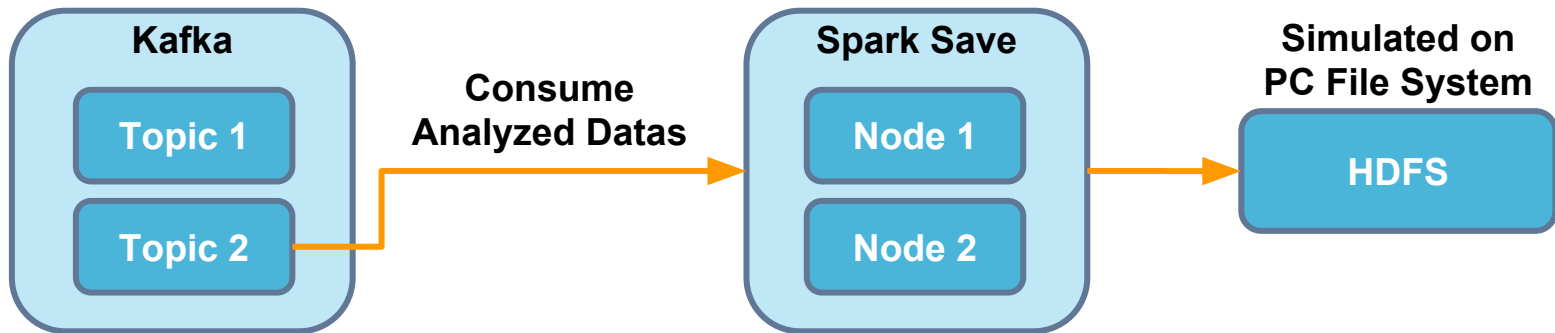 Kafka
Topic 1
Topic 2
Consume
Analyzed Datas
Spark Save
Node 1
Node 2
Simulated on
PC File System
HDFS